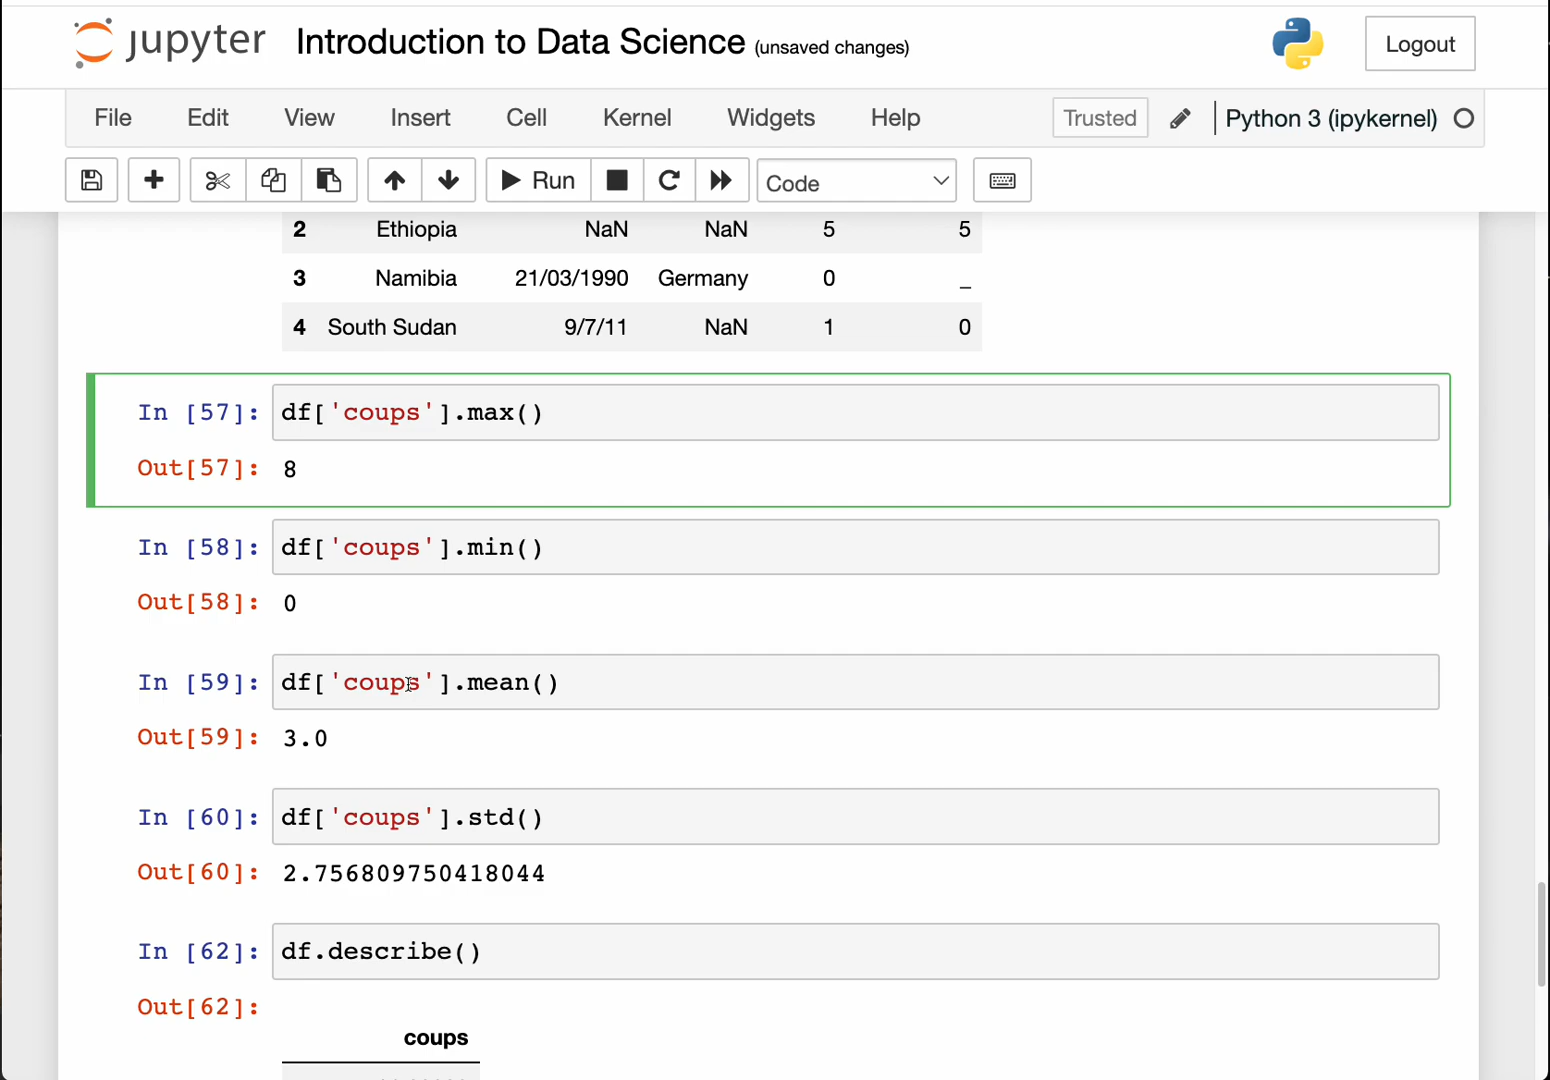 jupyter Introduction to Data Science (unsaved changes) Logout
File Edit View Insert Cell Kernel Widgets Help Trusted Python 3 (ipykernel)
Run Code
2 Ethiopia NaN NaN 5 5
3 Namibia 21/03/1990 Germany 0 _
4 South Sudan 9/7/11 NaN 1 0
In [57]: df['coups'].max()
Out[57]: 8
In [58]: df['coups'].min()
Out[58]: 0
In [59]: df['coups'].mean()
Out[59]: 3.0
In [60]: df['coups'].std()
Out[60]: 2.756809750418044
In [62]: df.describe()
Out[62]:
coups